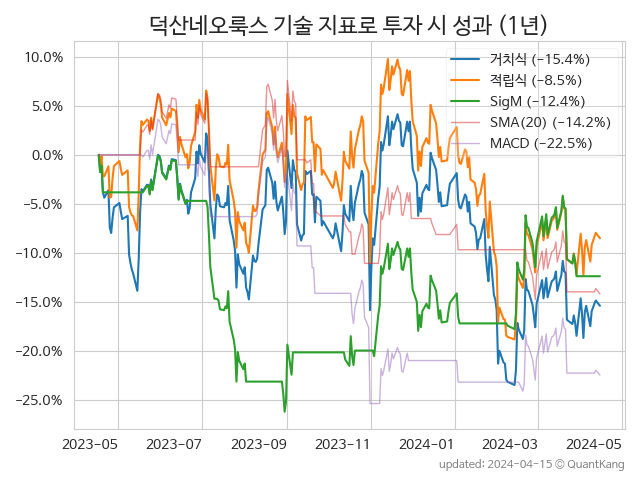 덕산네오룩스 기술 지표로 투자 시 성과 (1년)
10.0%
5.0%
0.0%
−5.0%
−10.0%
−15.0%
−20.0%
−25.0%
거치식 (−15.4%)
적립식 (−8.5%)
SigM (−12.4%)
SMA(20) (−14.2%)
MACD (−22.5%)
2023-05 2023-07 2023-09 2023-11 2024-01 2024-03 2024-05
updated: 2024-04-15 © QuantKang